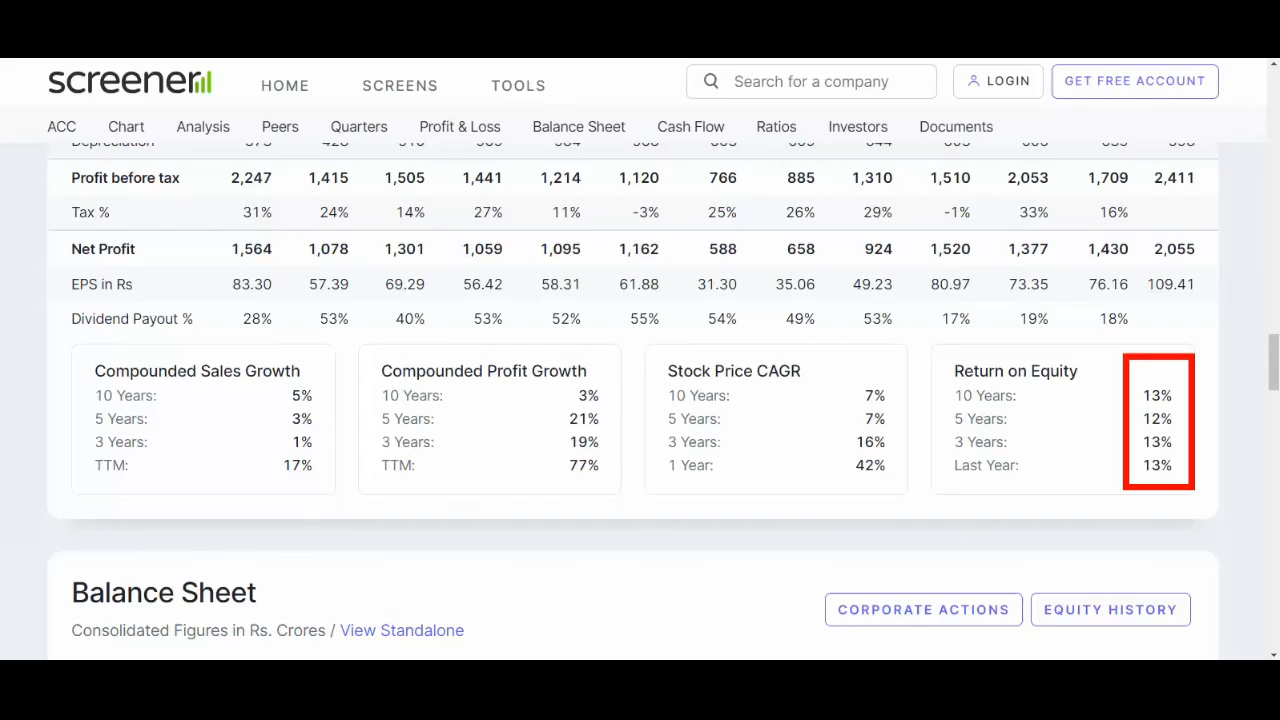 screener HOME SCREENS TOOLS Search for a company LOGIN GET FREE ACCOUNT
ACC Chart Analysis Peers Quarters Profit & Loss Balance Sheet Cash Flow Ratios Investors Documents
Profit before tax 2,247 1,415 1,505 1,441 1,214 1,120 766 885 1,310 1,510 2,053 1,709 2,411
Tax % 31% 24% 14% 27% 11% -3% 25% 26% 29% -1% 33% 16%
Net Profit 1,564 1,078 1,301 1,059 1,095 1,162 588 658 924 1,520 1,377 1,430 2,055
EPS in Rs 83.30 57.39 69.29 56.42 58.31 61.88 31.30 35.06 49.23 80.97 73.35 76.16 109.41
Dividend Payout % 28% 53% 40% 53% 52% 55% 54% 49% 53% 17% 19% 18%
Compounded Sales Growth
10 Years: 5%
5 Years: 3%
3 Years: 1%
TTM: 17%
Compounded Profit Growth
10 Years: 3%
5 Years: 21%
3 Years: 19%
TTM: 77%
Stock Price CAGR
10 Years: 7%
5 Years: 7%
3 Years: 16%
1 Year: 42%
Return on Equity
10 Years: 13%
5 Years: 12%
3 Years: 13%
Last Year: 13%
Balance Sheet
CORPORATE ACTIONS EQUITY HISTORY
Consolidated Figures in Rs. Crores / View Standalone